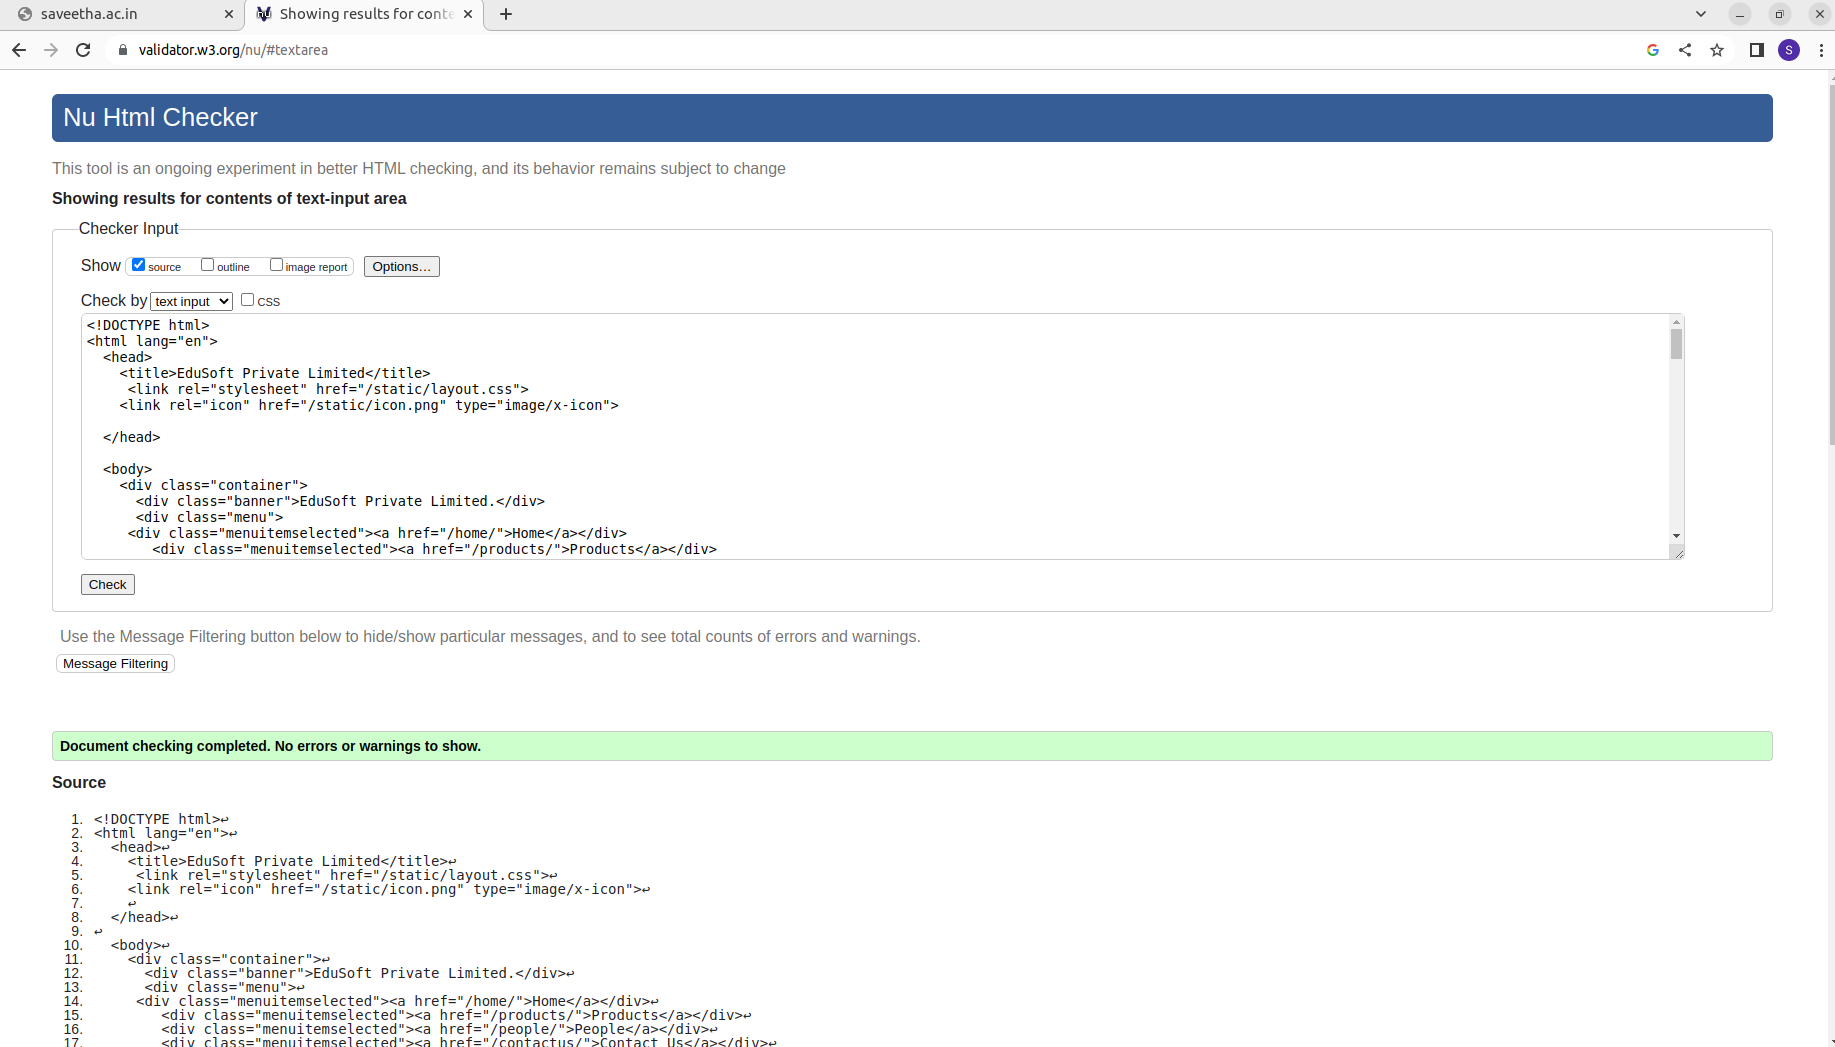 saveetha.ac.in
Showing results for conte
validator.w3.org/nu/#textarea
S
Nu Html Checker
This tool is an ongoing experiment in better HTML checking, and its behavior remains subject to change
Showing results for contents of text-input area
Checker Input
Show source outline image report Options...
Check by text input CSS
<!DOCTYPE html>
<html lang="en">
  <head>
    <title>EduSoft Private Limited</title>
     <link rel="stylesheet" href="/static/layout.css">
    <link rel="icon" href="/static/icon.png" type="image/x-icon">
  </head>
  <body>
    <div class="container">
      <div class="banner">EduSoft Private Limited.</div>
      <div class="menu">
     <div class="menuitemselected"><a href="/home/">Home</a></div>
        <div class="menuitemselected"><a href="/products/">Products</a></div>
Check
Use the Message Filtering button below to hide/show particular messages, and to see total counts of errors and warnings.
Message Filtering
Document checking completed. No errors or warnings to show.
Source
1. <!DOCTYPE html>↩
2. <html lang="en">↩
3.   <head>↩
4.     <title>EduSoft Private Limited</title>↩
5.      <link rel="stylesheet" href="/static/layout.css">↩
6.     <link rel="icon" href="/static/icon.png" type="image/x-icon">↩
7.     ↩
8.   </head>↩
9. ↩
10.   <body>↩
11.     <div class="container">↩
12.       <div class="banner">EduSoft Private Limited.</div>↩
13.       <div class="menu">↩
14.      <div class="menuitemselected"><a href="/home/">Home</a></div>↩
15.         <div class="menuitemselected"><a href="/products/">Products</a></div>↩
16.         <div class="menuitemselected"><a href="/people/">People</a></div>↩
17.         <div class="menuitemselected"><a href="/contactus/">Contact Us</a></div>↩